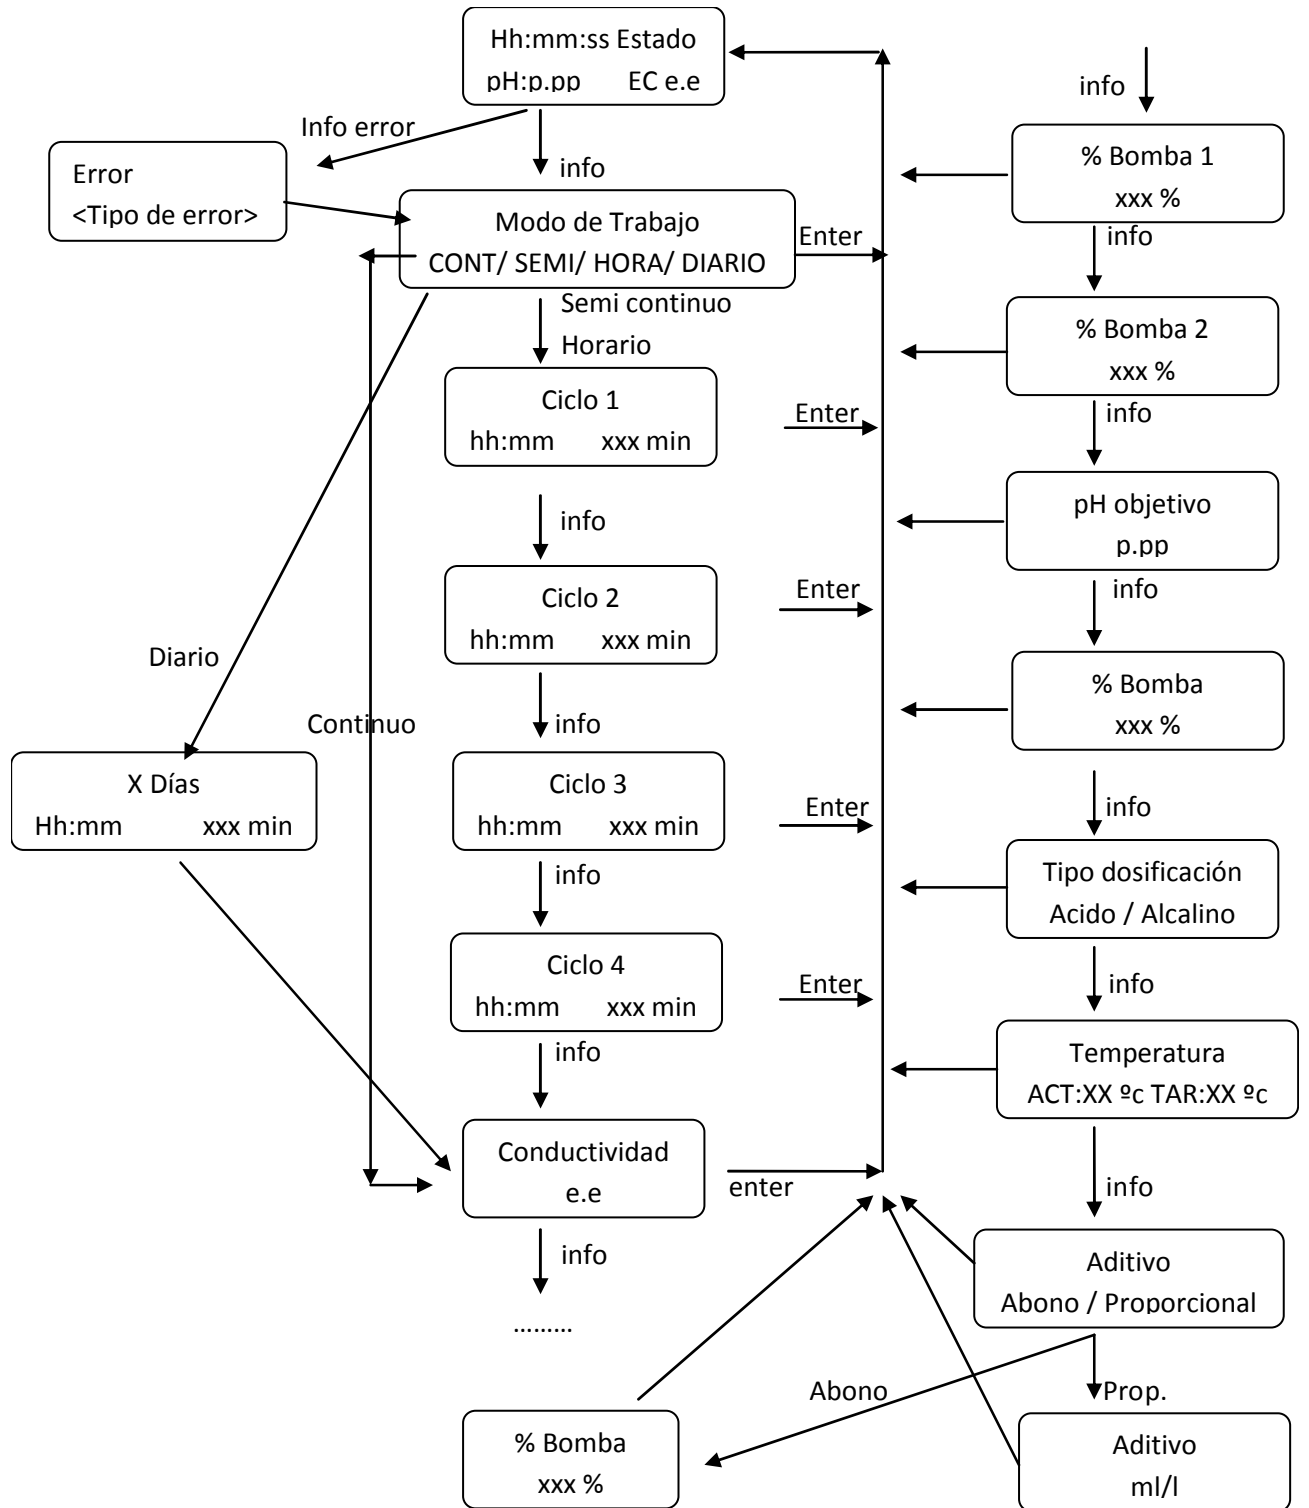 Hh:mm:ss Estado
pH:p.pp EC e.e
Info error
info
Error
<Tipo de error>
Modo de Trabajo
CONT/ SEMI/ HORA/ DIARIO
Enter
Semi continuo
Horario
Ciclo 1
hh:mm xxx min
Enter
info
Ciclo 2
hh:mm xxx min
Enter
Diario
Continuo
info
X Días
Hh:mm xxx min
Ciclo 3
hh:mm xxx min
Enter
info
Ciclo 4
hh:mm xxx min
Enter
info
Conductividad
e.e
enter
info
.........
info
% Bomba 1
xxx %
info
% Bomba 2
xxx %
info
pH objetivo
p.pp
info
% Bomba
xxx %
info
Tipo dosificación
Acido / Alcalino
info
Temperatura
ACT:XX ºc TAR:XX ºc
info
Aditivo
Abono / Proporcional
Abono
Prop.
% Bomba
xxx %
Aditivo
ml/l